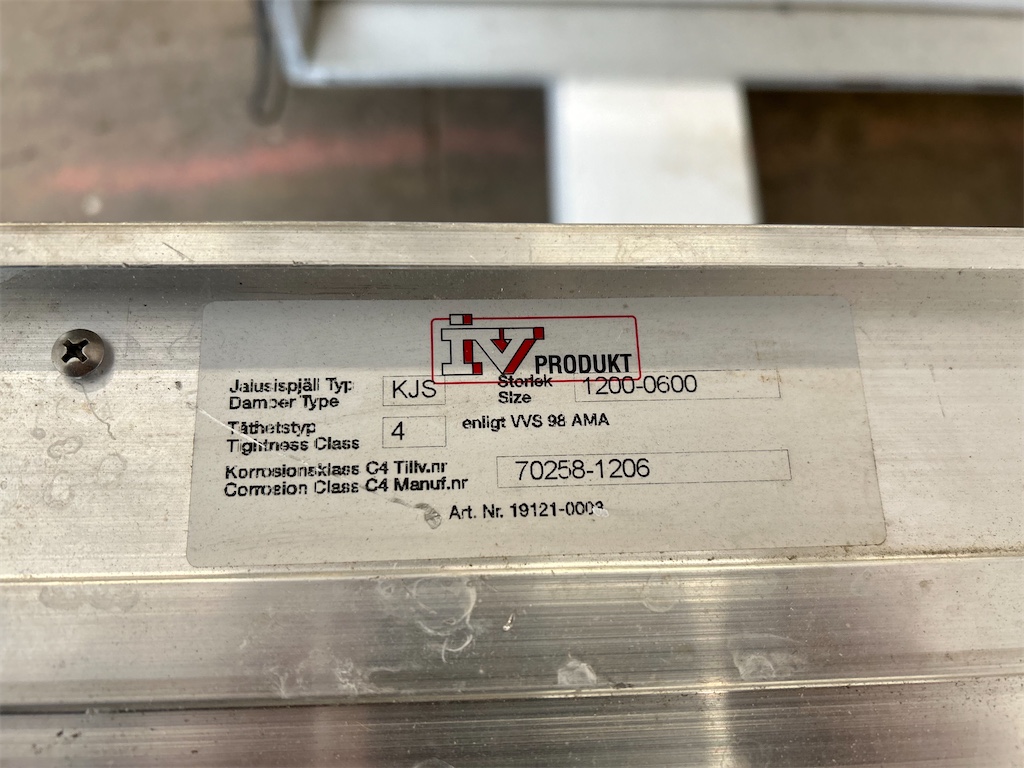 iv PRODUKT
Jalusispjäll Typ KJS Storlek 1200-0600
Damper Type Size
Täthetstyp 4 enligt VVS 98 AMA
Tightness Class
Korrosionsklass C4 Tillv.nr 70258-1206
Corrosion Class C4 Manuf.nr
Art. Nr. 19121-0003